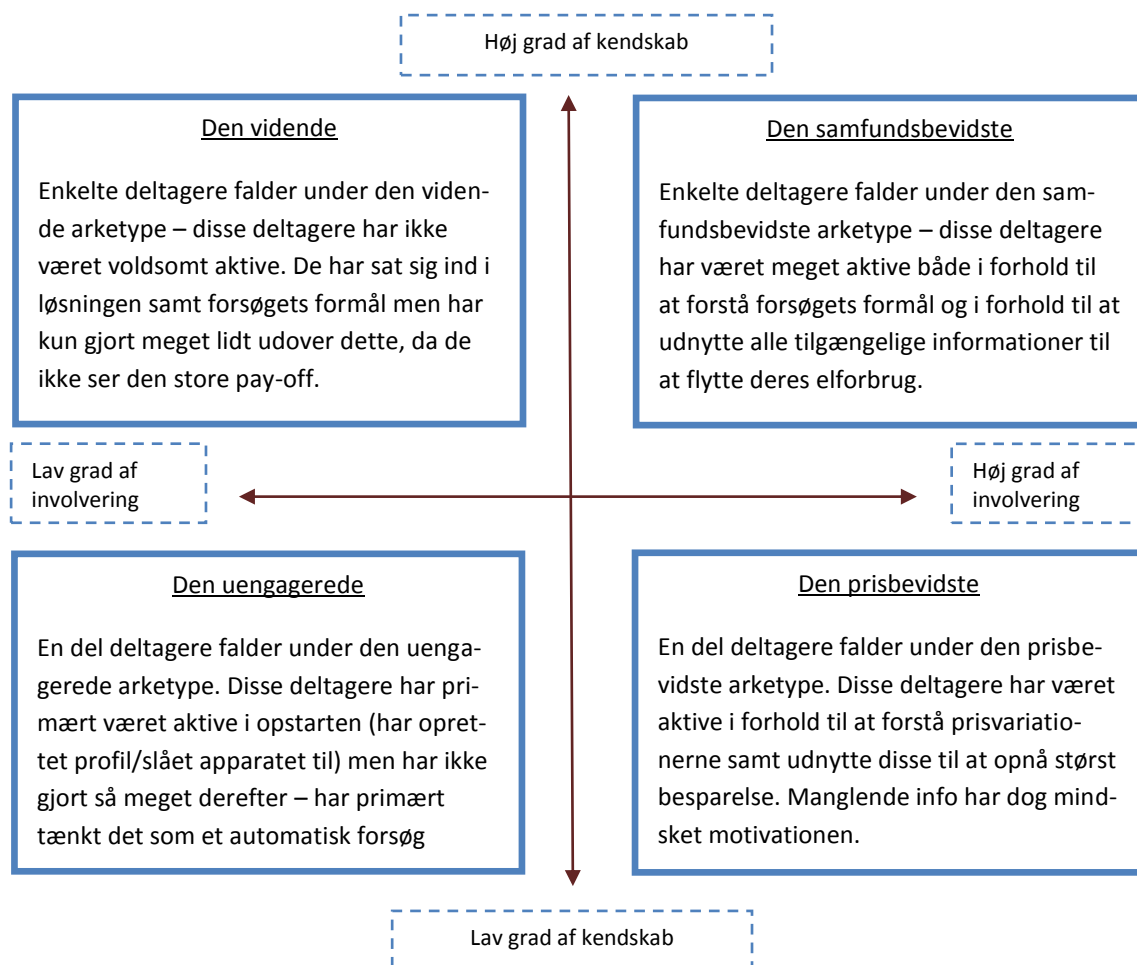 Høj grad af kendskab
Den vidende
Enkelte deltagere falder under den viden-
de arketype – disse deltagere har ikke
været voldsomt aktive. De har sat sig ind i
løsningen samt forsøgets formål men har
kun gjort meget lidt udover dette, da de
ikke ser den store pay-off.
Den samfundsbevidste
Enkelte deltagere falder under den sam-
fundsbevidste arketype – disse deltagere
har været meget aktive både i forhold til
at forstå forsøgets formål og i forhold til at
udnytte alle tilgængelige informationer til
at flytte deres elforbrug.
Lav grad af
involvering
Høj grad af
involvering
Den uengagerede
En del deltagere falder under den uenga-
gerede arketype. Disse deltagere har pri-
mært været aktive i opstarten (har opret-
tet profil/slået apparatet til) men har ikke
gjort så meget derefter – har primært
tænkt det som et automatisk forsøg
Den prisbevidste
En del deltagere falder under den prisbe-
vidste arketype. Disse deltagere har været
aktive i forhold til at forstå prisvariatio-
nerne samt udnytte disse til at opnå størst
besparelse. Manglende info har dog mind-
sket motivationen.
Lav grad af kendskab